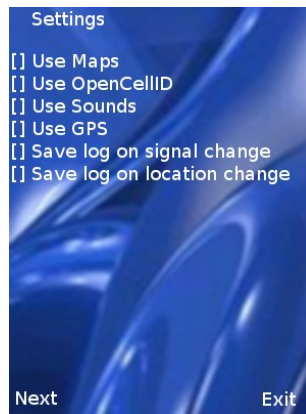 Settings
[] Use Maps
[] Use OpenCellID
[] Use Sounds
[] Use GPS
[] Save log on signal change
[] Save log on location change
Next Exit